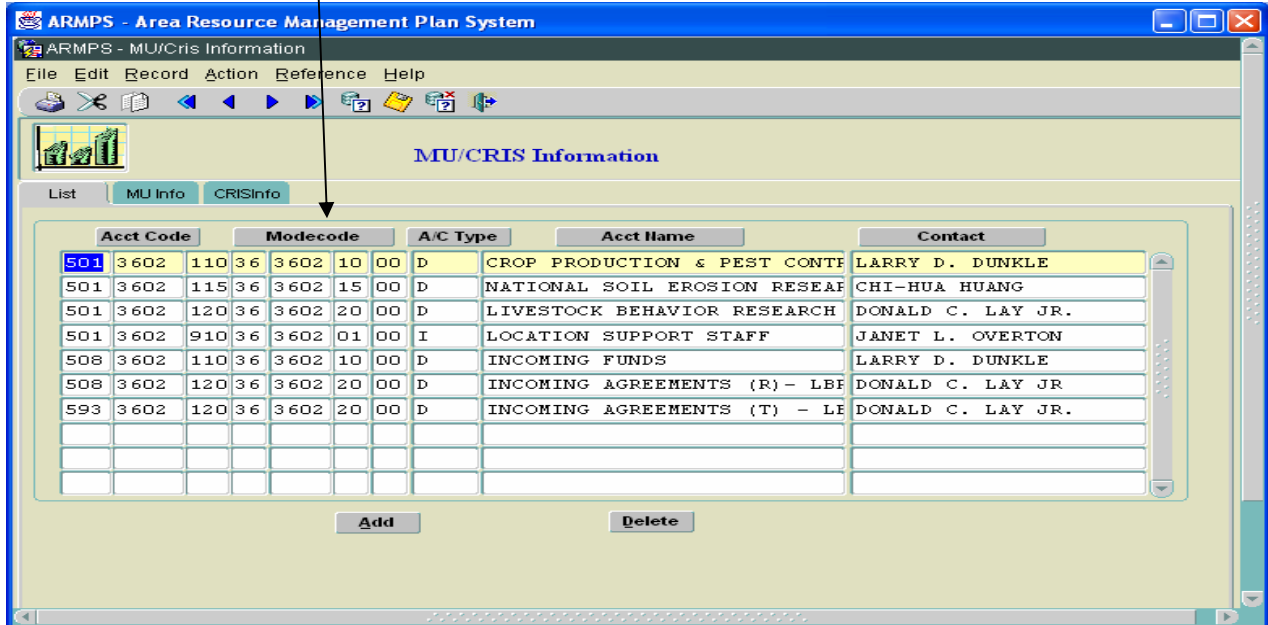 ARMPS - Area Resource Management Plan System
ARMPS - MU/Cris Information
File Edit Record Action Reference Help
MU/CRIS Information
List MU Info CRISInfo
Acct Code Modecode A/C Type Acct Name Contact
501 3602 110 36 3602 10 00 D CROP PRODUCTION & PEST CONTR LARRY D. DUNKLE
501 3602 115 36 3602 15 00 D NATIONAL SOIL EROSION RESEAR CHI-HUA HUANG
501 3602 120 36 3602 20 00 D LIVESTOCK BEHAVIOR RESEARCH DONALD C. LAY JR.
501 3602 910 36 3602 01 00 I LOCATION SUPPORT STAFF JANET L. OVERTON
508 3602 110 36 3602 10 00 D INCOMING FUNDS LARRY D. DUNKLE
508 3602 120 36 3602 20 00 D INCOMING AGREEMENTS (R)- LBR DONALD C. LAY JR
593 3602 120 36 3602 20 00 D INCOMING AGREEMENTS (T) - LB DONALD C. LAY JR.
Add Delete